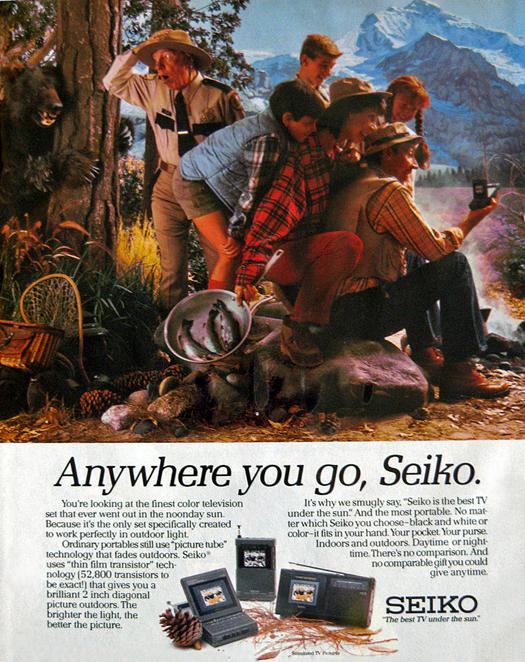 Anywhere you go, Seiko.
You're looking at the finest color television
set that ever went out in the noonday sun.
Because it's the only set specifically created
to work perfectly in outdoor light.
Ordinary portables still use "picture tube"
technology that fades outdoors. Seiko®
uses "thin film transistor" tech-
nology (52,800 transistors to
be exact!) that gives you a
brilliant 2 inch diagonal
picture outdoors. The
brighter the light, the
better the picture.
It's why we smugly say, "Seiko is the best TV
under the sun." And the most portable. No mat-
ter which Seiko you choose–black and white or
color–it fits in your hand. Your pocket. Your purse.
Indoors and outdoors. Daytime or night-
time. There's no comparison. And
no comparable gift you could
give anytime.
SEIKO
"The best TV under the sun."
Simulated TV Pictures